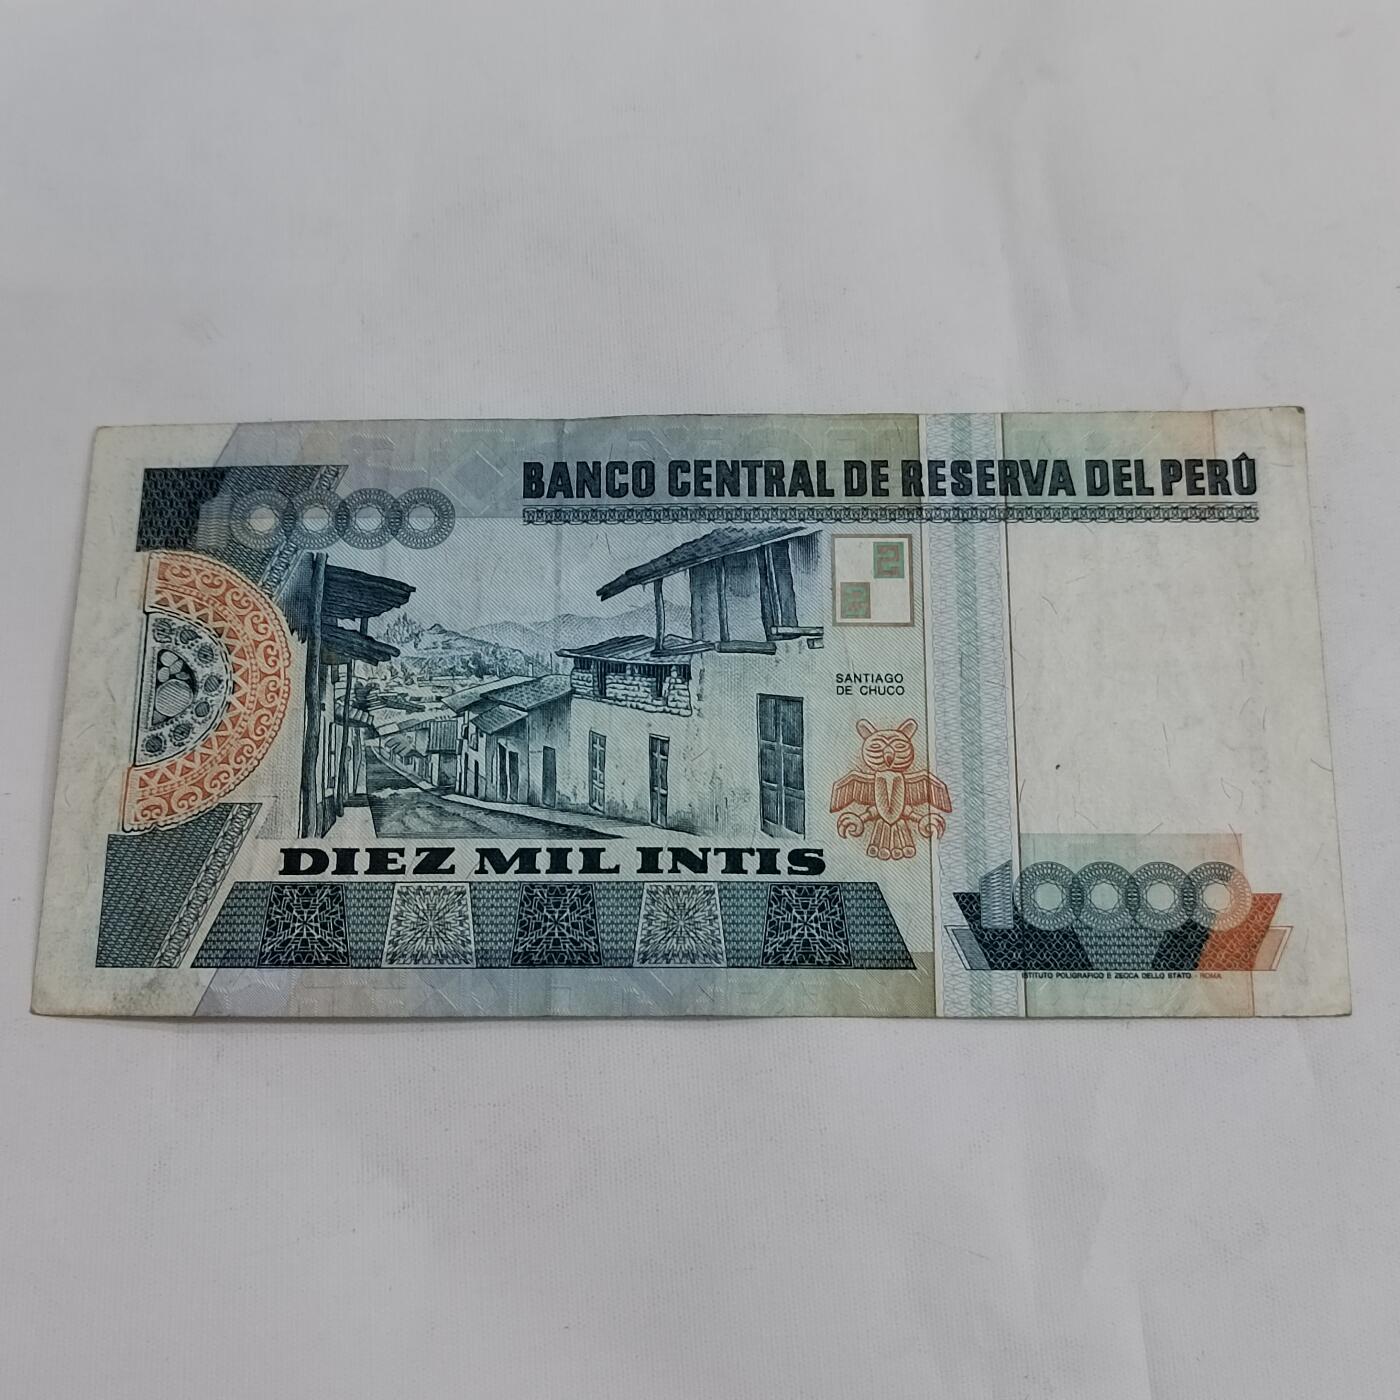 BANCO CENTRAL DE RESERVA DEL PERÚ
10000
SANTIAGO
DE CHUCO
DIEZ MIL INTIS
10000
ISTITUTO POLIGRAFICO E ZECCA DELLO STATO - ROMA